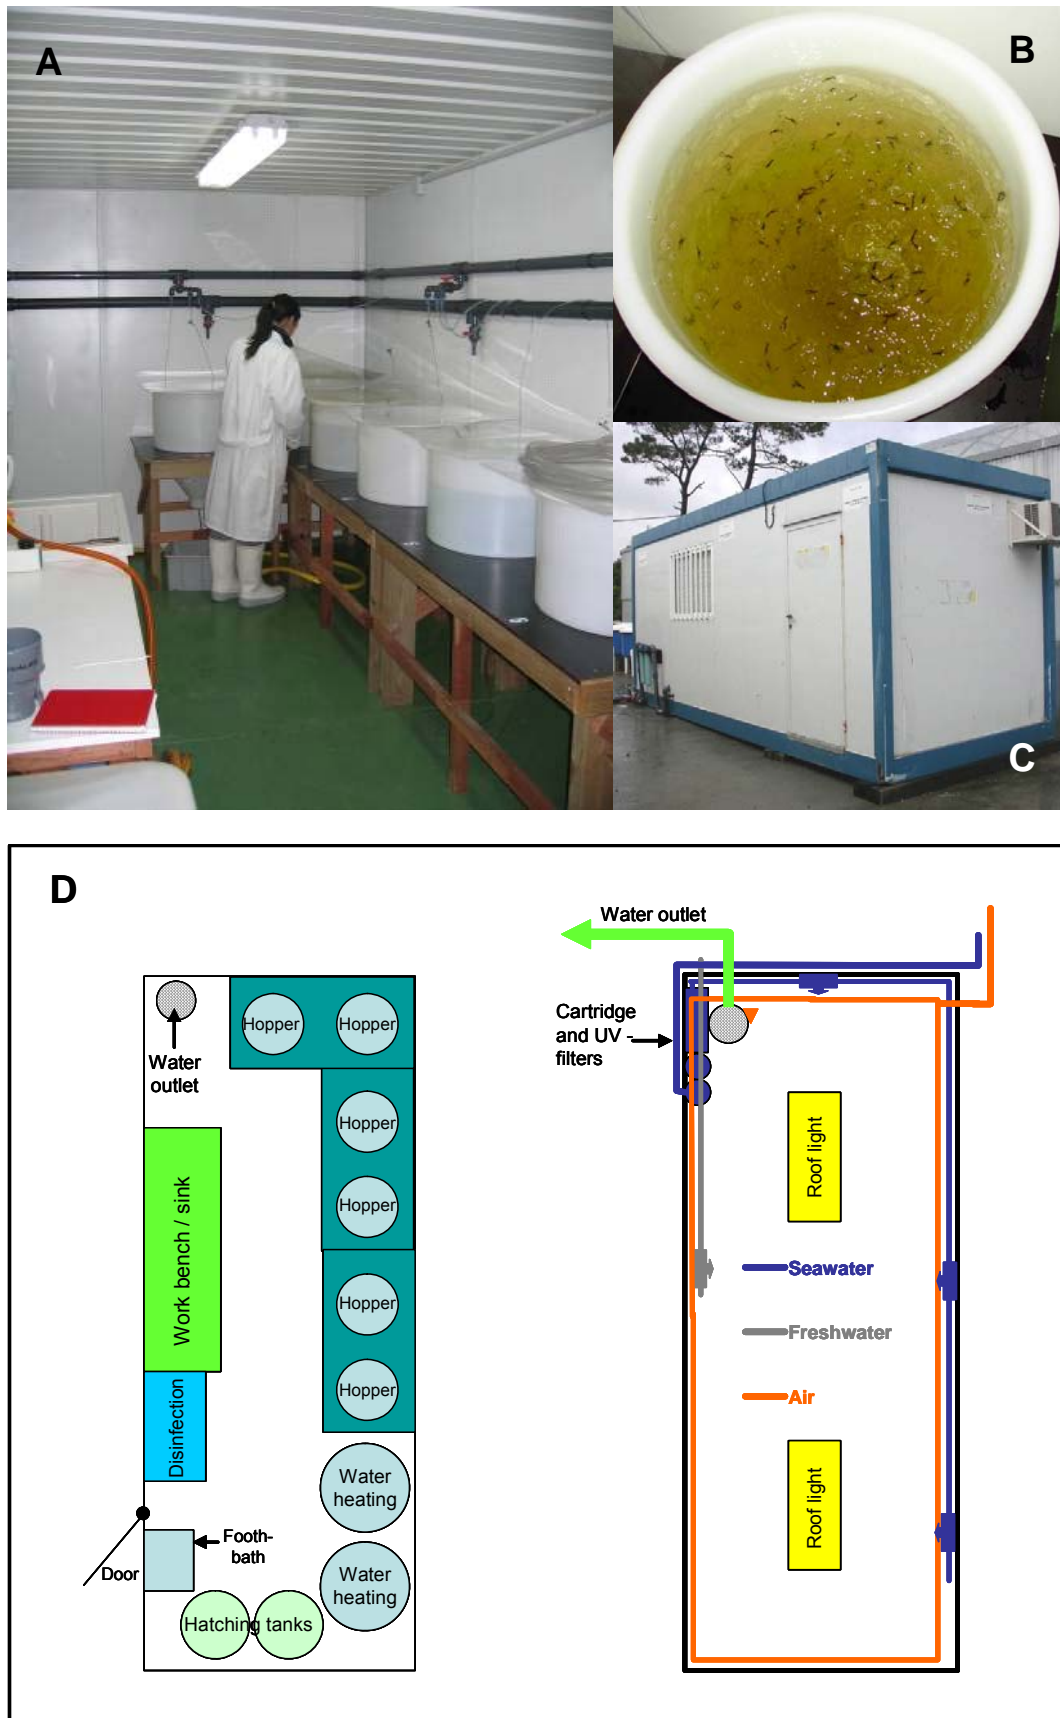 A
B
C
D
Water outlet
Hopper
Hopper
Cartridge
and UV -
filters
Water
outlet
Hopper
Hopper
Work bench / sink
Hopper
Hopper
Disinfection
Water
heating
Footh-
bath
Door
Water
heating
Hatching tanks
Roof light
Seawater
Freshwater
Air
Roof light